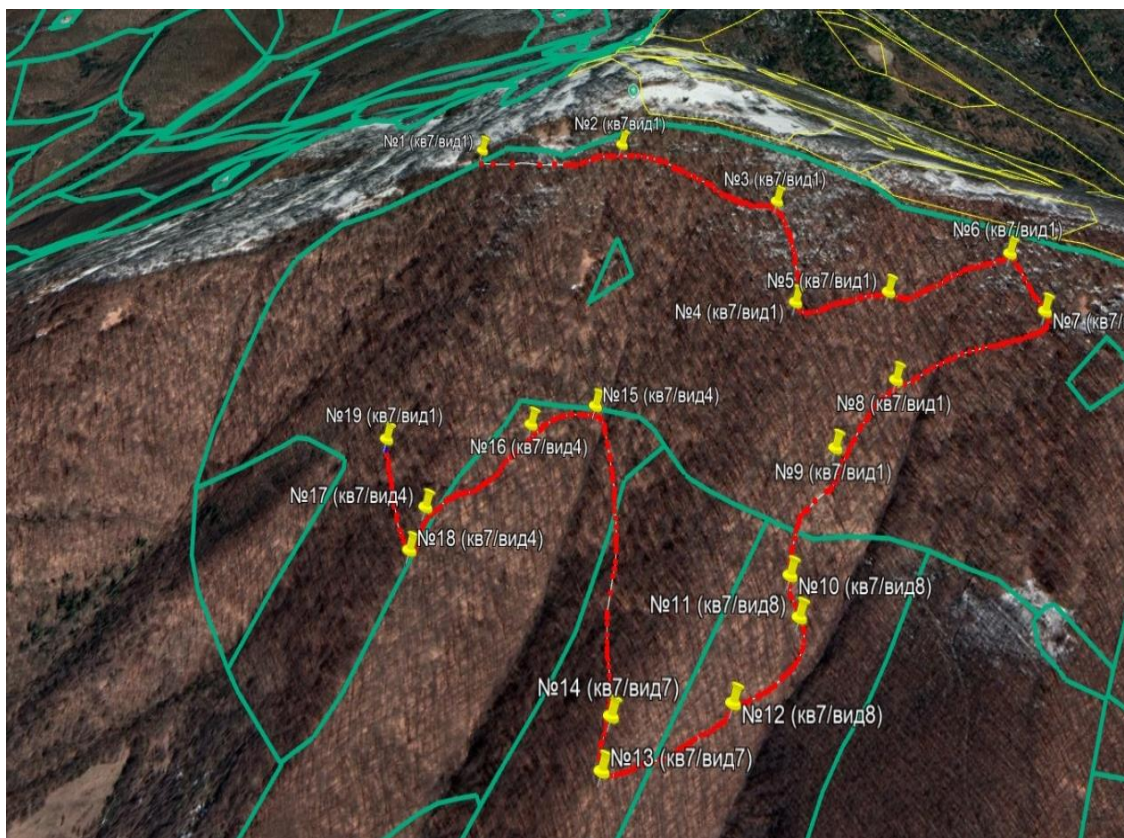 №1 (кв7/вид1)
№2 (кв7вид1)
№3 (кв7/вид1)
№6 (кв7/вид1)
№5 (кв7/вид1)
№4 (кв7/вид1)
№7 (кв7/
№8 (кв7/вид1)
№15 (кв7/вид4)
№19 (кв7/вид1)
№16 (кв7/вид4)
№9 (кв7/вид1)
№17 (кв7/вид4)
№18 (кв7/вид4)
№10 (кв7/вид8)
№11 (кв7/вид8)
№14 (кв7/вид7)
№12 (кв7/вид8)
№13 (кв7/вид7)